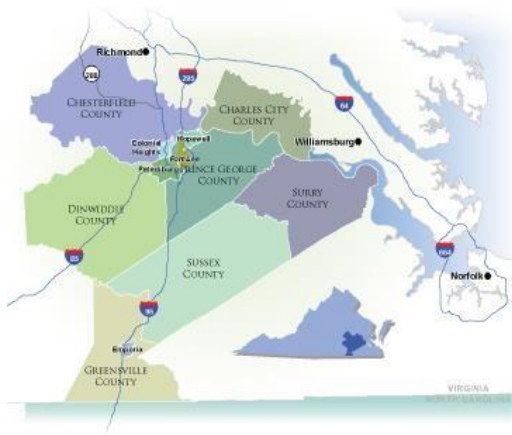 Richmond
288
295
CHESTERFIELD
COUNTY
CHARLES CITY
COUNTY
64
Hopewell
Colonial
Heights
Williamsburg
Fort Lee
Petersburg
PRINCE GEORGE
COUNTY
SURRY
COUNTY
DINWIDDIE
COUNTY
85
SUSSEX
COUNTY
664
Norfolk
95
Emporia
GREENSVILLE
COUNTY
VIRGINIA
NORTH CAROLINA